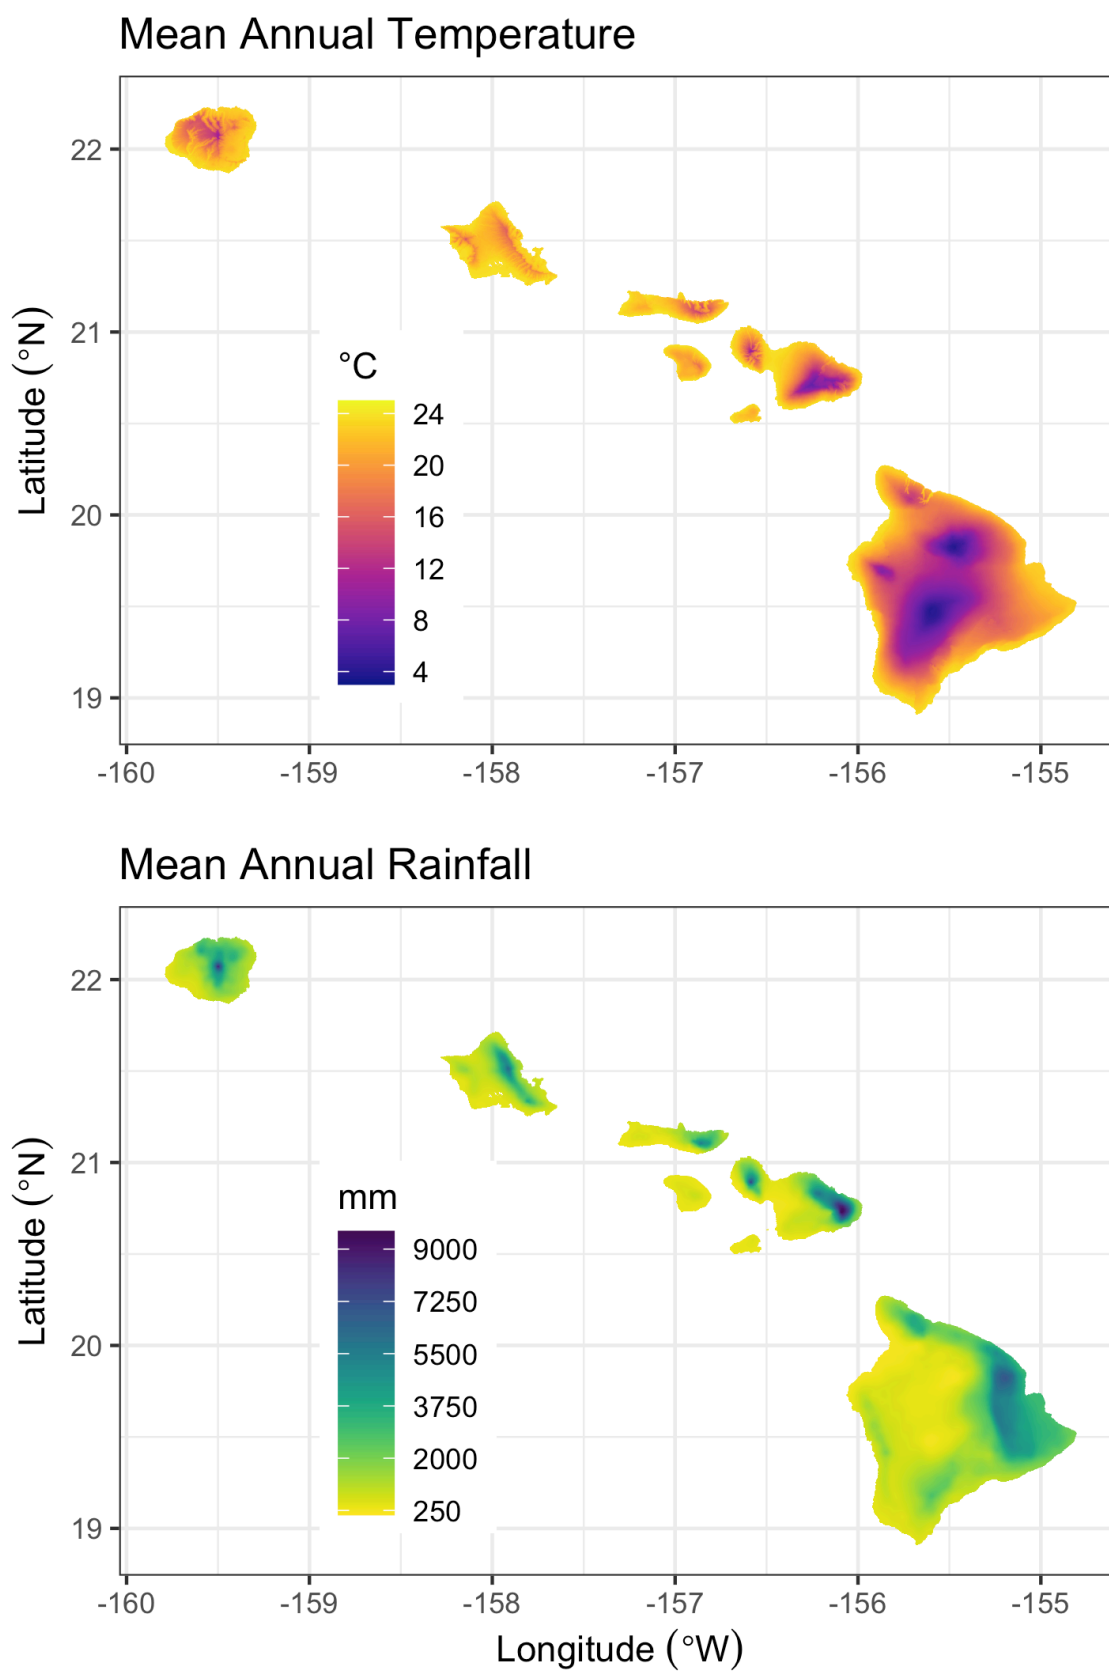 Mean Annual Temperature
22
21
20
19
Latitude (°N)
°C
24
20
16
12
8
4
-160 -159 -158 -157 -156 -155
Mean Annual Rainfall
22
21
20
19
Latitude (°N)
mm
9000
7250
5500
3750
2000
250
-160 -159 -158 -157 -156 -155
Longitude (°W)